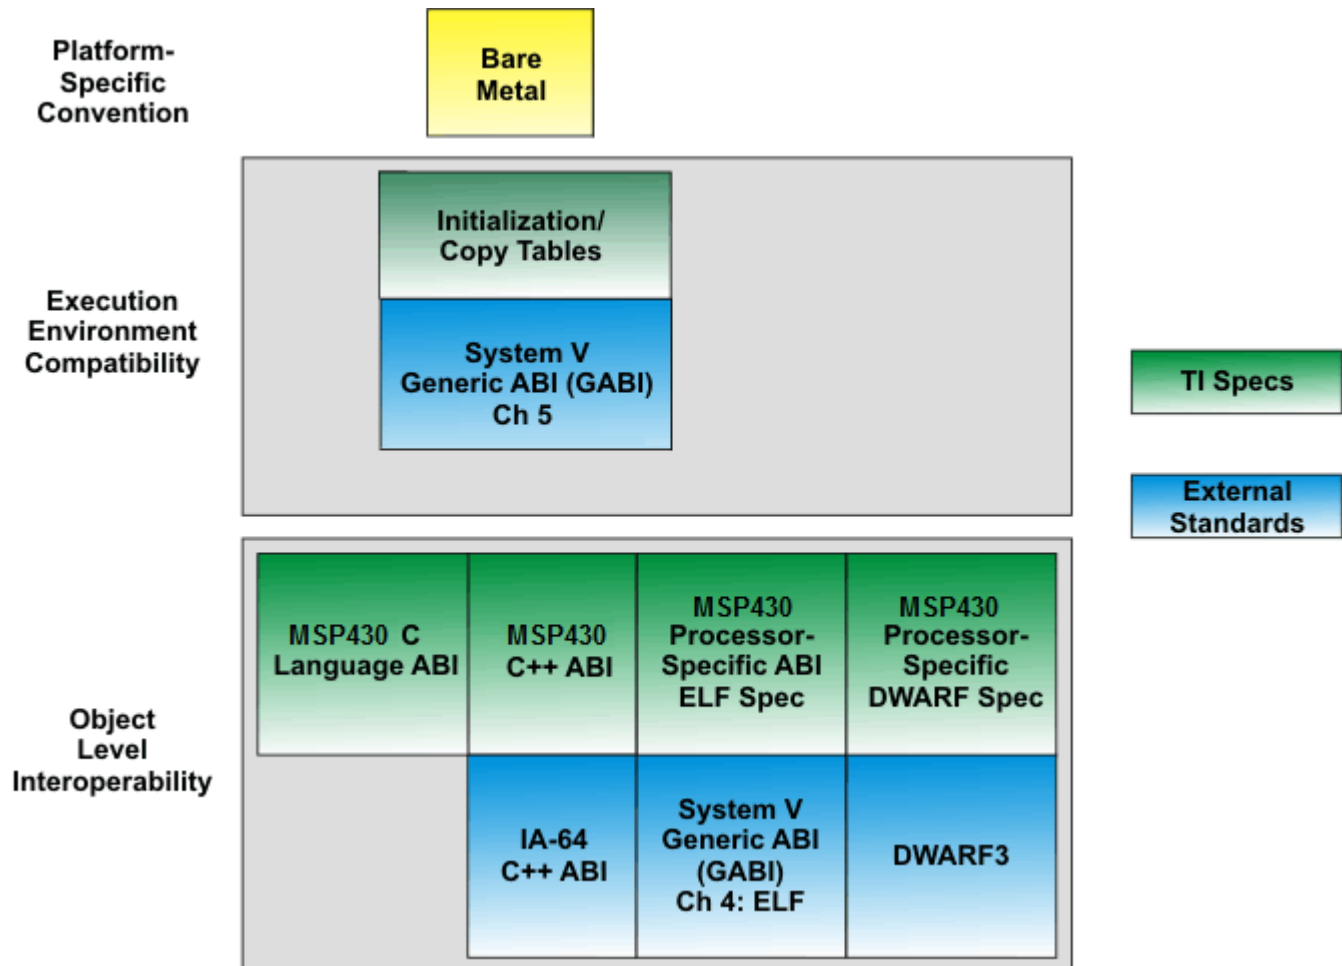 Platform-
Specific
Convention
Bare
Metal
Execution
Environment
Compatibility
Initialization/
Copy Tables
System V
Generic ABI (GABI)
Ch 5
TI Specs
External
Standards
Object
Level
Interoperability
MSP430 C
Language ABI
MSP430
C++ ABI
MSP430
Processor-
Specific ABI
ELF Spec
MSP430
Processor-
Specific
DWARF Spec
IA-64
C++ ABI
System V
Generic ABI
(GABI)
Ch 4: ELF
DWARF3